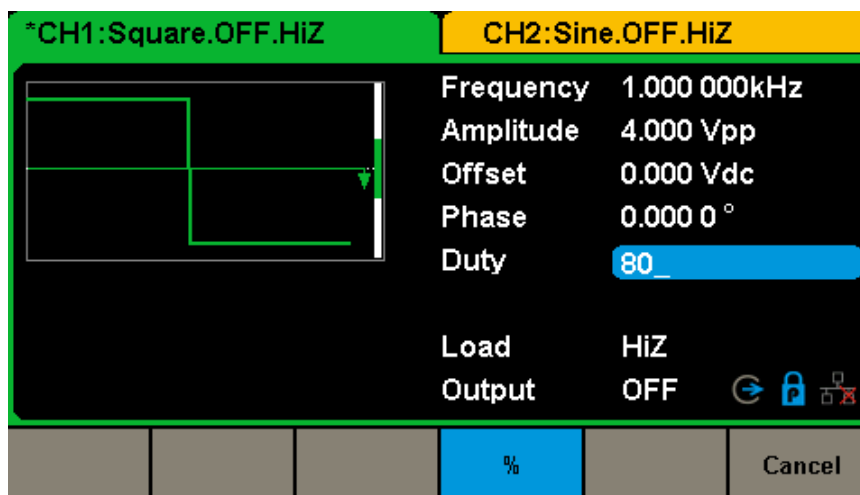 *CH1:Square.OFF.HiZ
CH2:Sine.OFF.HiZ
Frequency 1.000 000kHz
Amplitude 4.000 Vpp
Offset 0.000 Vdc
Phase 0.000 0 °
Duty 80_
Load HiZ
Output OFF
P
% Cancel